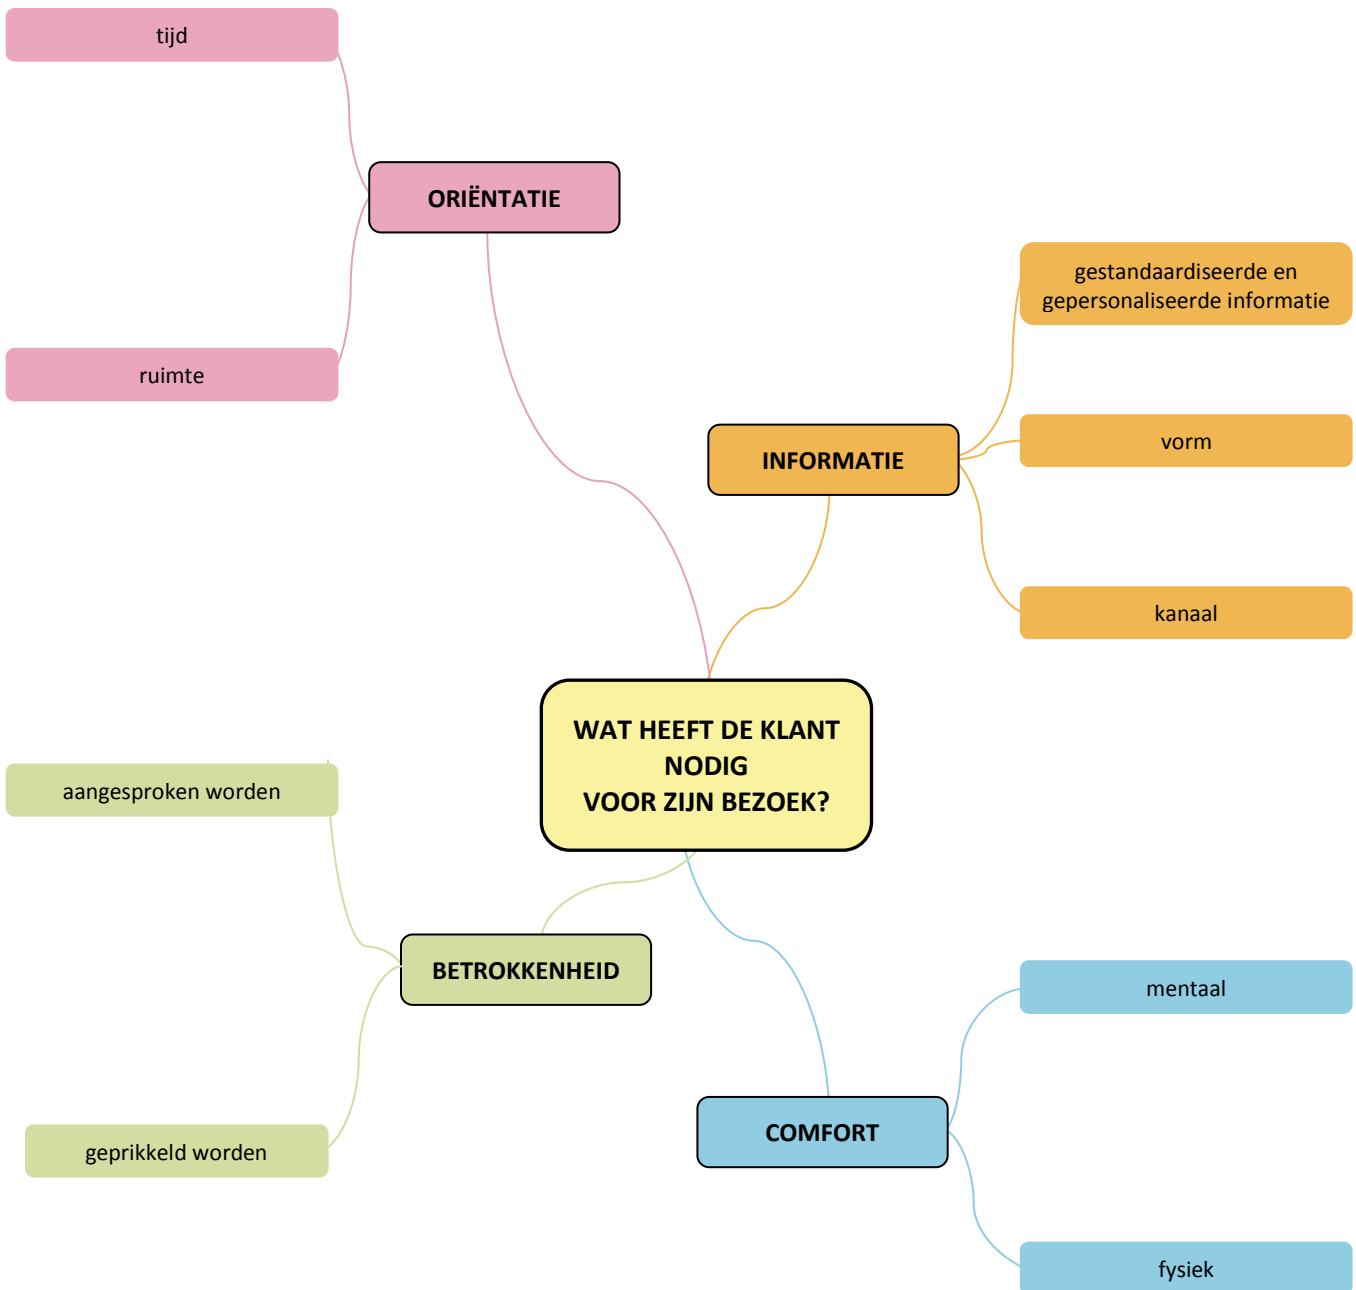 tijd
ORIËNTATIE
ruimte
gestandaardiseerde en
gepersonaliseerde informatie
INFORMATIE
vorm
kanaal
WAT HEEFT DE KLANT
NODIG
VOOR ZIJN BEZOEK?
aangesproken worden
BETROKKENHEID
geprikkeld worden
mentaal
COMFORT
fysiek